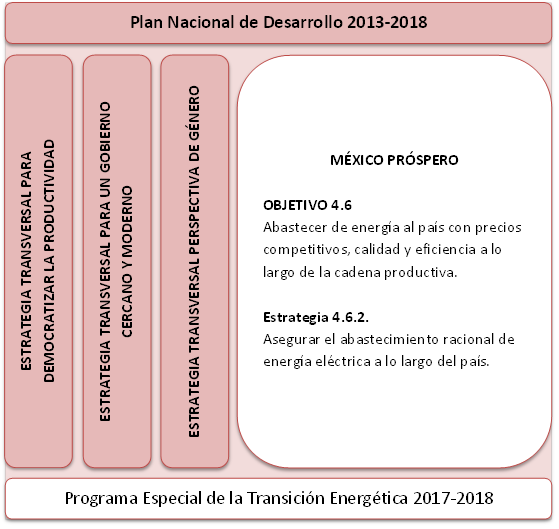 Plan Nacional de Desarrollo 2013-2018
ESTRATEGIA TRANSVERSAL PARA
DEMOCRATIZAR LA PRODUCTIVIDAD
ESTRATEGIA TRANSVERSAL PARA UN GOBIERNO
CERCANO Y MODERNO
ESTRATEGIA TRANSVERSAL PERSPECTIVA DE GÉNERO
MÉXICO PRÓSPERO
OBJETIVO 4.6
Abastecer de energía al país con precios
competitivos, calidad y eficiencia a lo
largo de la cadena productiva.
Estrategia 4.6.2.
Asegurar el abastecimiento racional de
energía eléctrica a lo largo del país.
Programa Especial de la Transición Energética 2017-2018